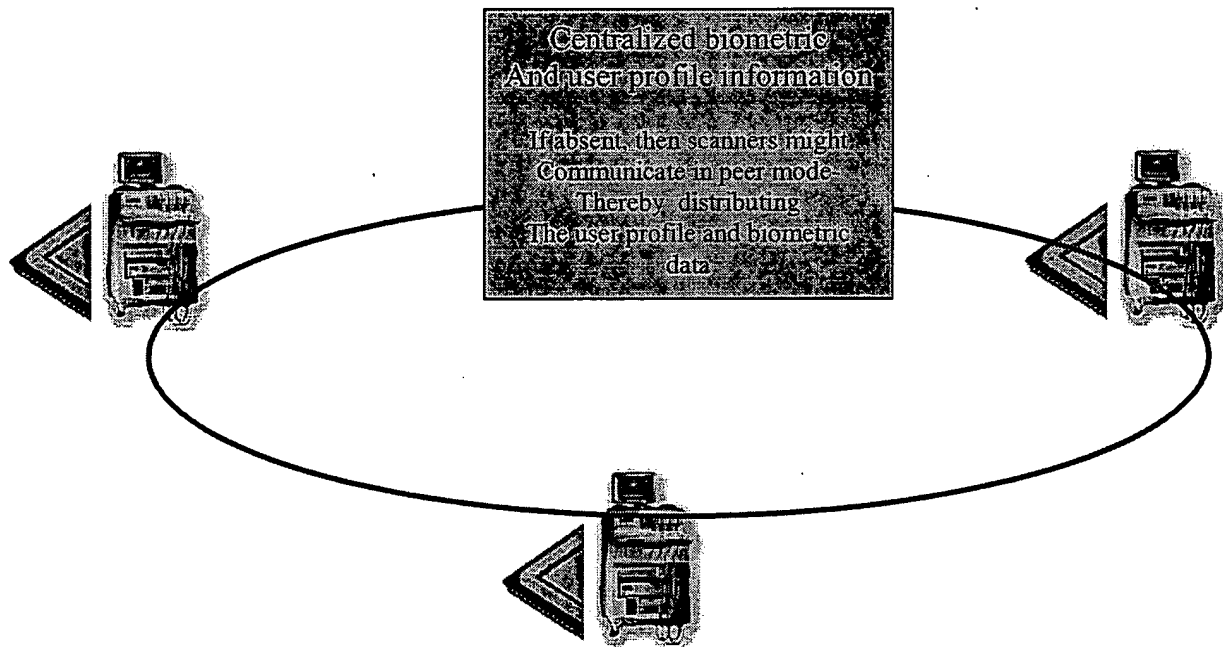 Centralized biometric
And user profile information
If absent, then scanners might
Communicate in peer mode
Thereby distributing
The user profile and biometric
data